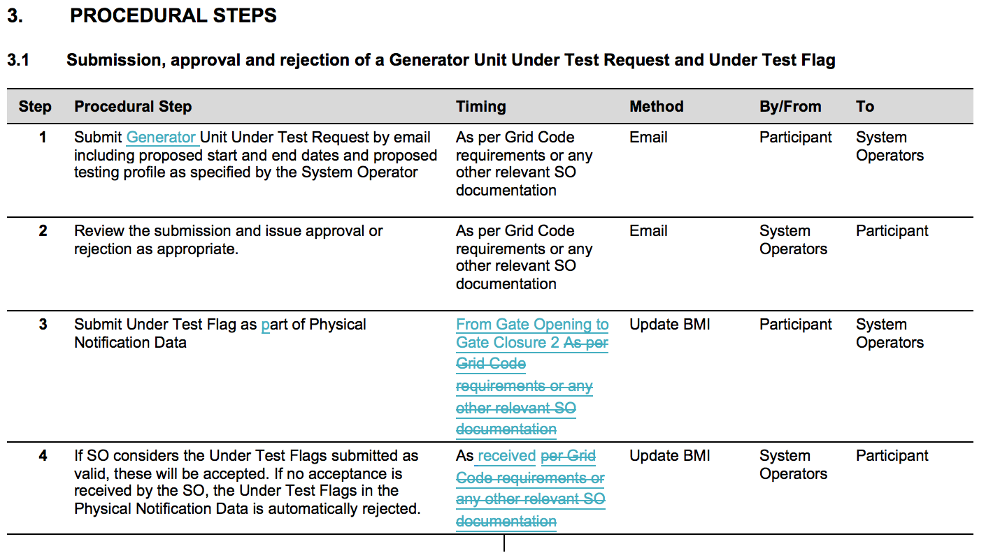 3. PROCEDURAL STEPS
3.1 Submission, approval and rejection of a Generator Unit Under Test Request and Under Test Flag
Step Procedural Step Timing Method By/From To
1 Submit Generator Unit Under Test Request by email As per Grid Code Email Participant System
including proposed start and end dates and proposed requirements or any Operators
testing profile as specified by the System Operator other relevant SO
documentation
2 Review the submission and issue approval or As per Grid Code Email System Participant
rejection as appropriate. requirements or any Operators
other relevant SO
documentation
3 Submit Under Test Flag as part of Physical From Gate Opening to Update BMI Participant System
Notification Data Gate Closure 2 As per Operators
Grid Code
requirements or any
other relevant SO
documentation
4 If SO considers the Under Test Flags submitted as As received per Grid Update BMI System Participant
valid, these will be accepted. If no acceptance is Code requirements or Operators
received by the SO, the Under Test Flags in the any other relevant SO
Physical Notification Data is automatically rejected. documentation